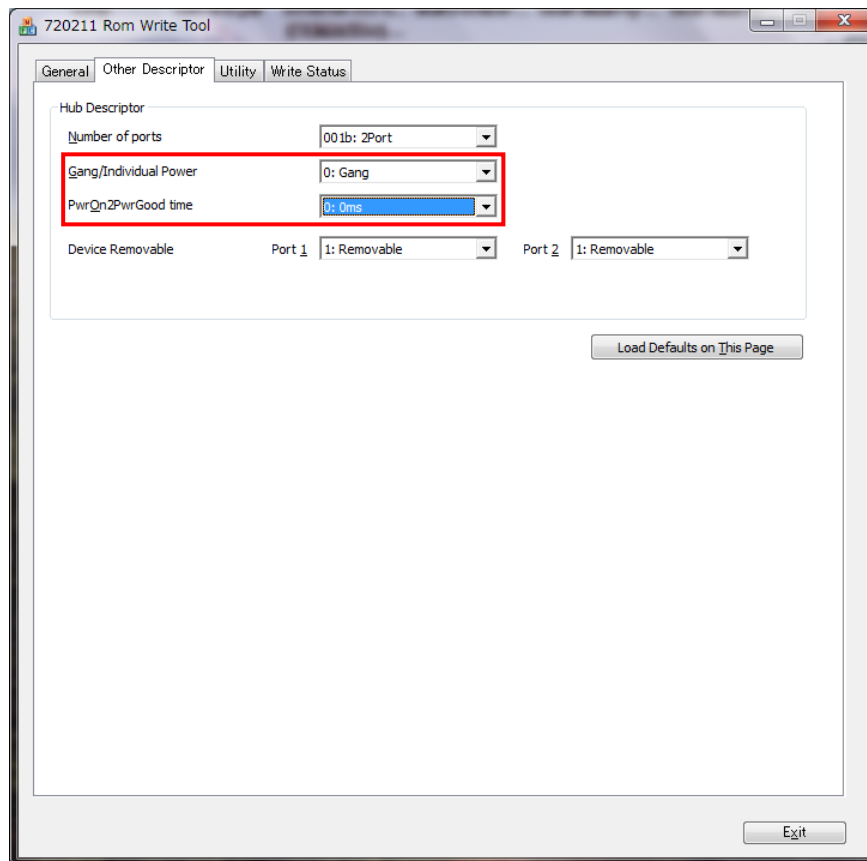 720211 Rom Write Tool
General Other Descriptor Utility Write Status
Hub Descriptor
Number of ports 001b: 2Port
Gang/Individual Power 0: Gang
PwrOn2PwrGood time 0: 0ms
Device Removable Port 1 1: Removable Port 2 1: Removable
Load Defaults on This Page
Exit